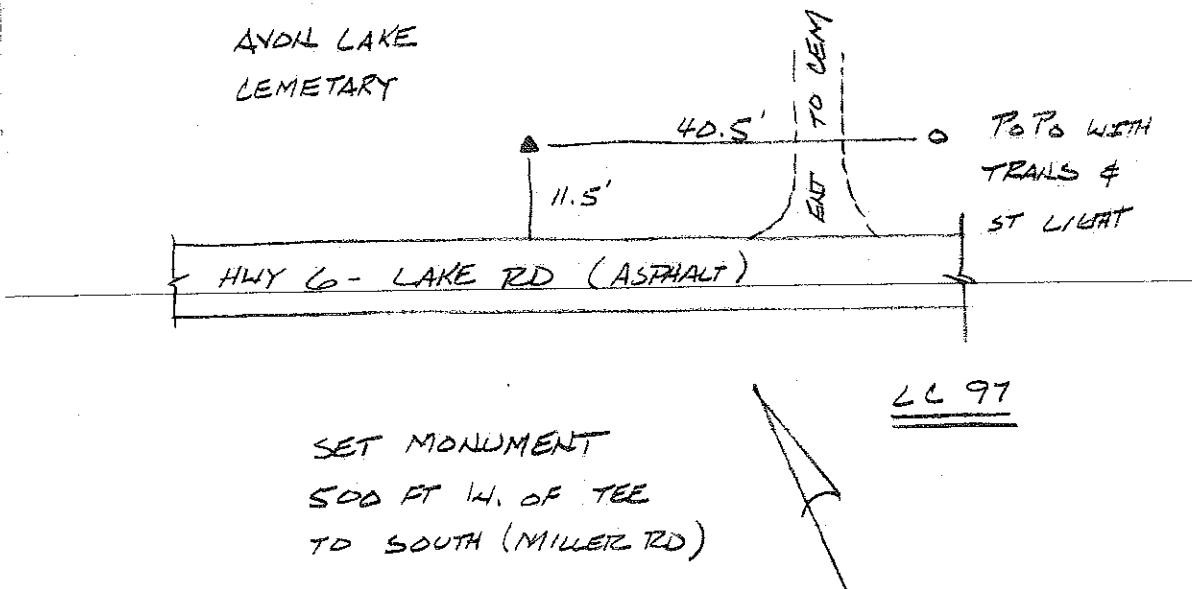 AVON LAKE
CEMETARY
ENT TO CEM
40.5'
PoPo WITH
TRANS &
ST LIGHT
11.5'
HWY 6 - LAKE RD (ASPHALT)
LC 97
SET MONUMENT
500 FT W. OF TEE
TO SOUTH (MILLER RD)